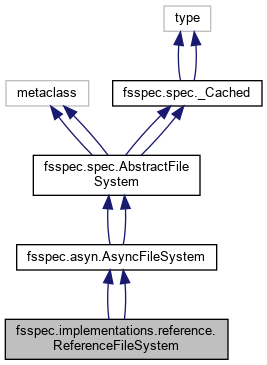 type
metaclass
fsspec.spec._Cached
fsspec.spec.AbstractFile
System
fsspec.asyn.AsyncFileSystem
fsspec.implementations.reference.
ReferenceFileSystem